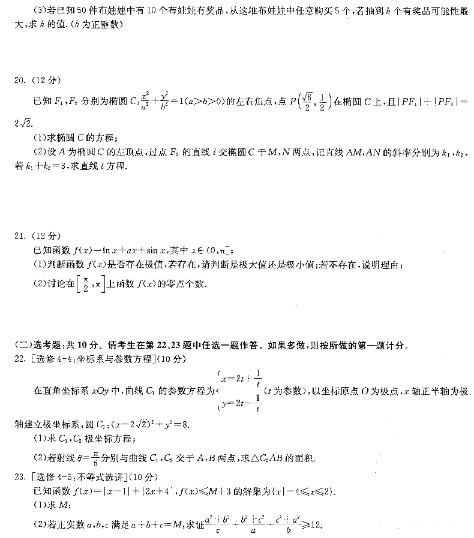 (3)若已知50件布娃娃中有10个布娃娃有奖品,从这堆布娃娃中任意购买5个,若抽到k个有奖品可能性最
大,求k的值.(k为正整数)
20. (12分)
已知F₁,F₂分别为椭圆C:x²/a²+y²/b²=1(a>b>0)的左右焦点,点P(√6/2,1/2)在椭圆C上,且|PF₁|+|PF₂|=
2√2.
(1)求椭圆C的方程;
(2)设A为椭圆C的左顶点,过点F₂的直线l交椭圆C于M,N两点,记直线AM,AN的斜率分别为k₁,k₂,
若k₁+k₂=3,求直线l方程.
21. (12分)
已知函数f(x)=ln x+ax+sin x,其中x∈(0,π];
(1)判断函数f(x)是否存在极值,若存在,请判断是极大值还是极小值;若不存在,说明理由;
(2)讨论在[π/2,π]上函数f(x)的零点个数.
(二)选考题:共10分。请考生在第22、23题中任选一题作答。如果多做,则按所做的第一题计分。
22. [选修4-4:坐标系与参数方程](10分)
在直角坐标系xOy中,曲线C₁的参数方程为{x=2t+1/t
y=2t-1/t(t为参数),以坐标原点O为极点,x轴正半轴为极
轴建立极坐标系,圆C₂:(x-2√2)²+y²=8.
(1)求C₁,C₂极坐标方程;
(2)若射线θ=π/6分别与曲线C₁,C₂交于A,B两点,求△C₂AB的面积.
23. [选修4-5:不等式选讲](10分)
已知函数f(x)=|x-1|+|2x+4|,f(x)≤M+3的解集为{x|-4≤x≤2}.
(1)求M;
(2)若正实数a,b,c满足a+b+c=M,求证 (a²+b²)/c+(b²+c²)/a+(c²+a²)/b≥12.